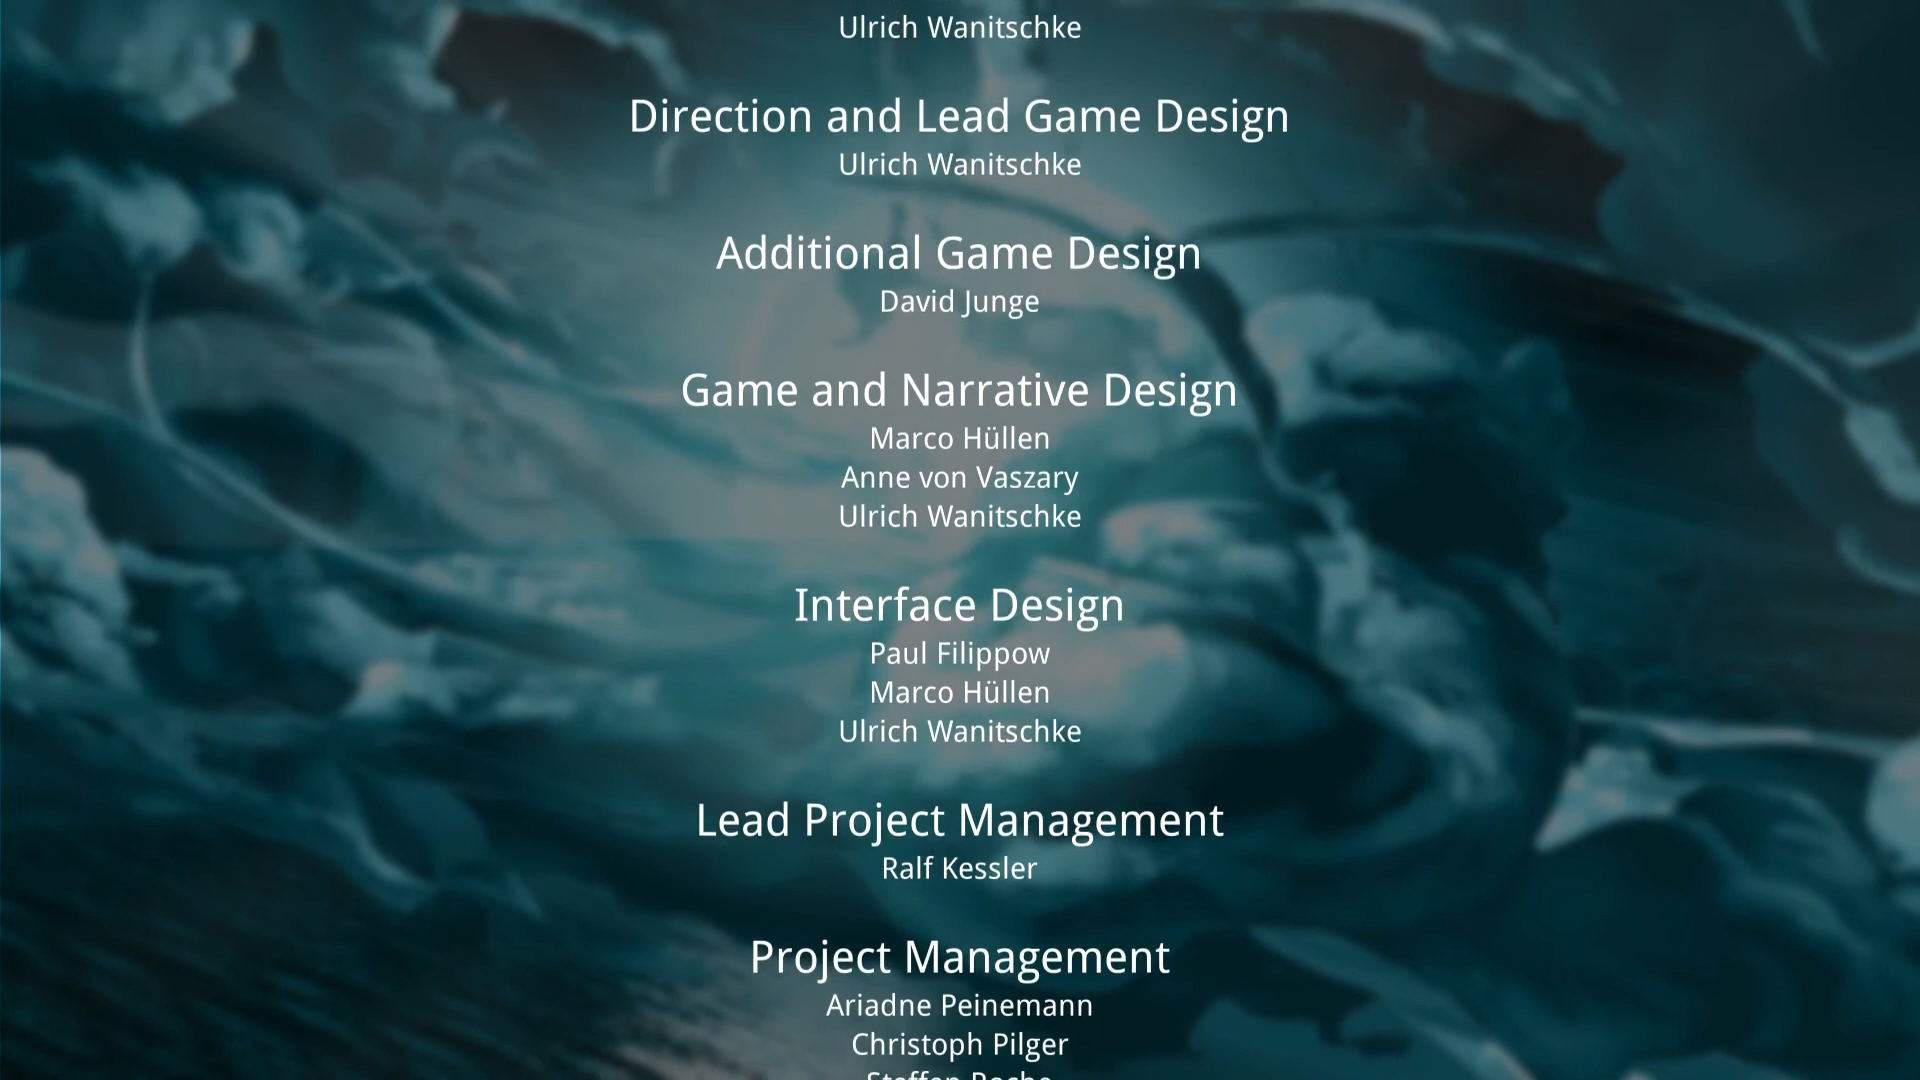 Ulrich Wanitschke
Direction and Lead Game Design
Ulrich Wanitschke
Additional Game Design
David Junge
Game and Narrative Design
Marco Hüllen
Anne von Vaszary
Ulrich Wanitschke
Interface Design
Paul Filippow
Marco Hüllen
Ulrich Wanitschke
Lead Project Management
Ralf Kessler
Project Management
Ariadne Peinemann
Christoph Pilger